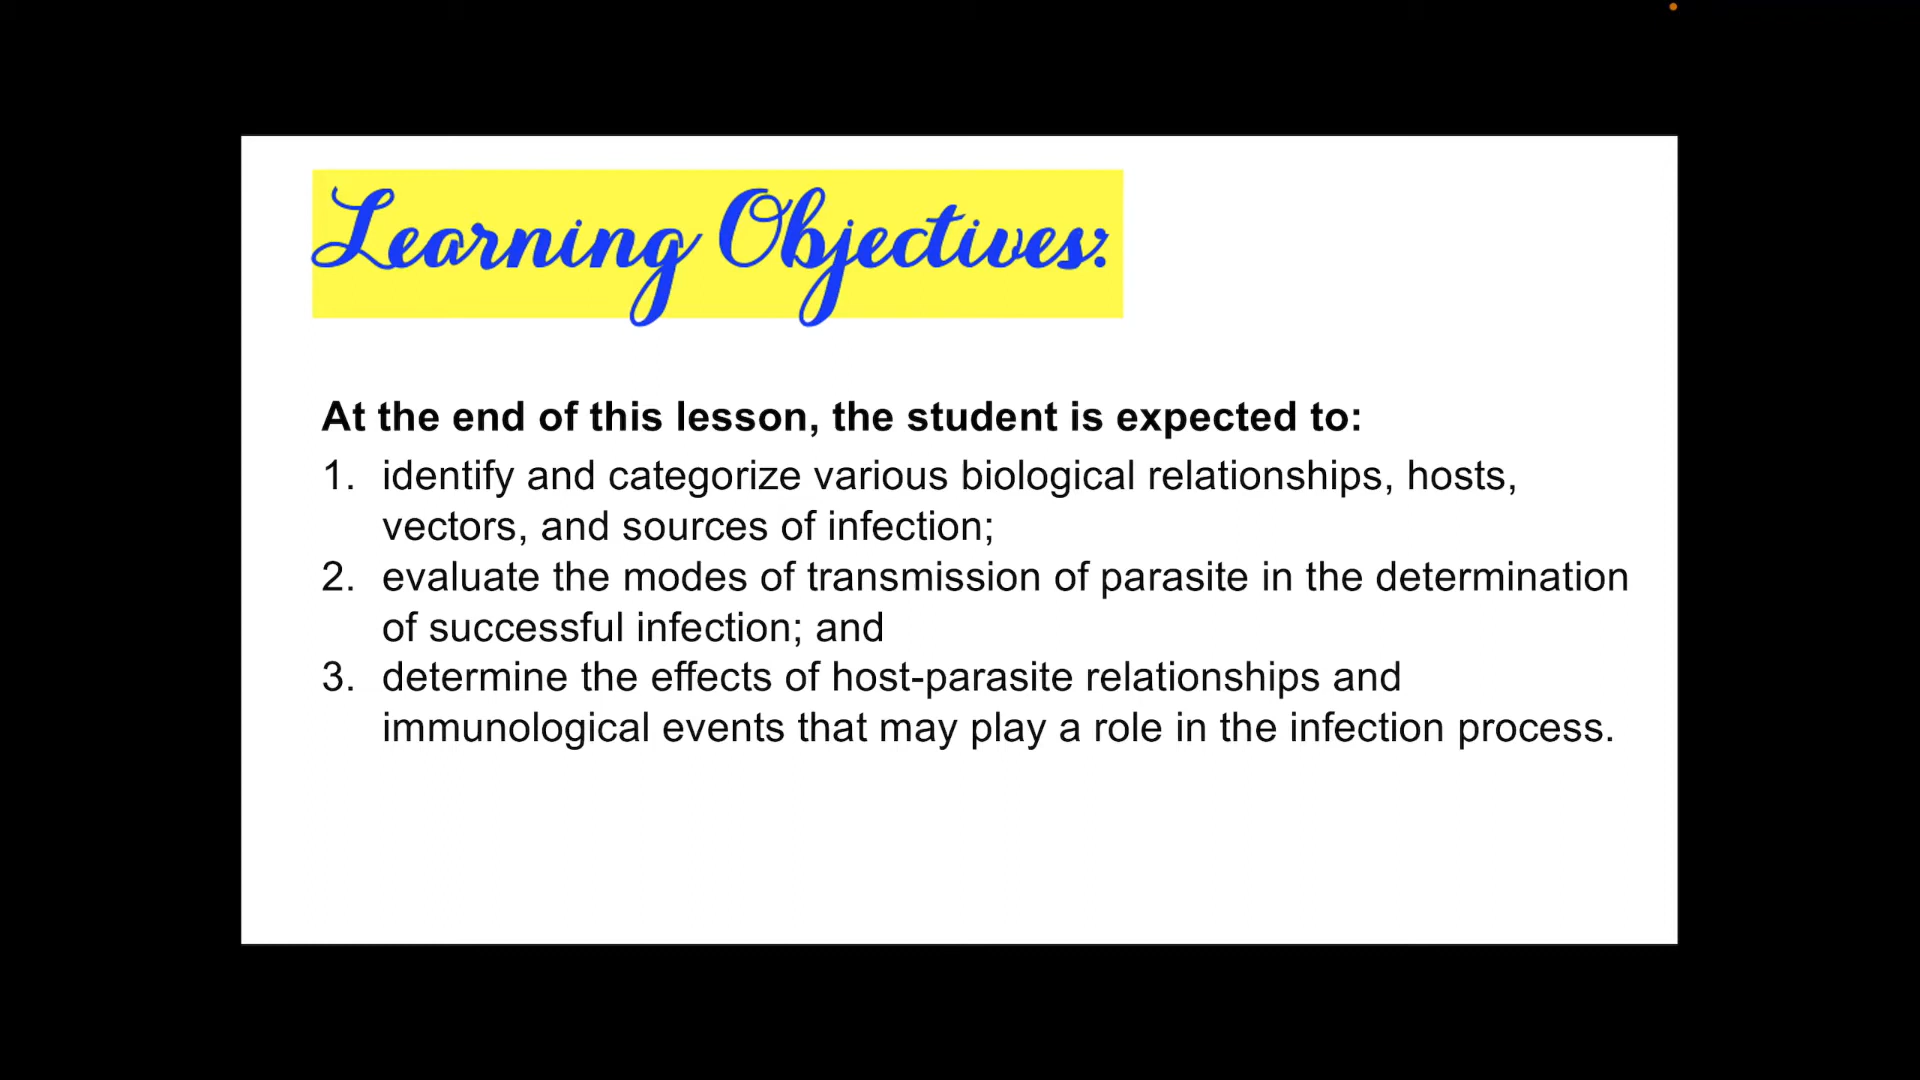 Learning Objectives:
At the end of this lesson, the student is expected to:
1. identify and categorize various biological relationships, hosts,
vectors, and sources of infection;
2. evaluate the modes of transmission of parasite in the determination
of successful infection; and
3. determine the effects of host-parasite relationships and
immunological events that may play a role in the infection process.